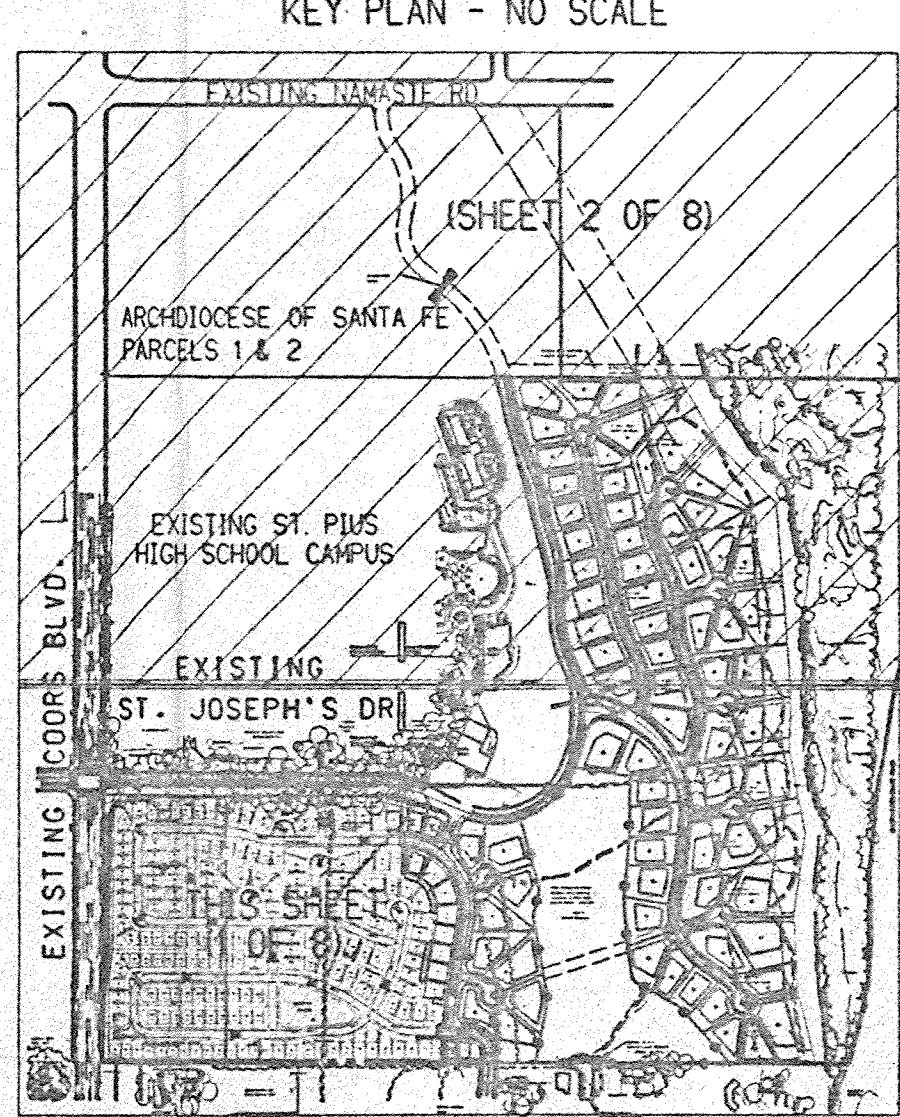 KEY PLAN - NO SCALE
EXISTING NAMASTE RD
(SHEET 2 OF 8)
ARCHDIOCESE OF SANTA FE
PARCELS 1 & 2
EXISTING ST. PIUS
HIGH SCHOOL CAMPUS
EXISTING
ST. JOSEPH'S DR
EXISTING COORS BLVD.
THIS SHEET
1 OF 8)